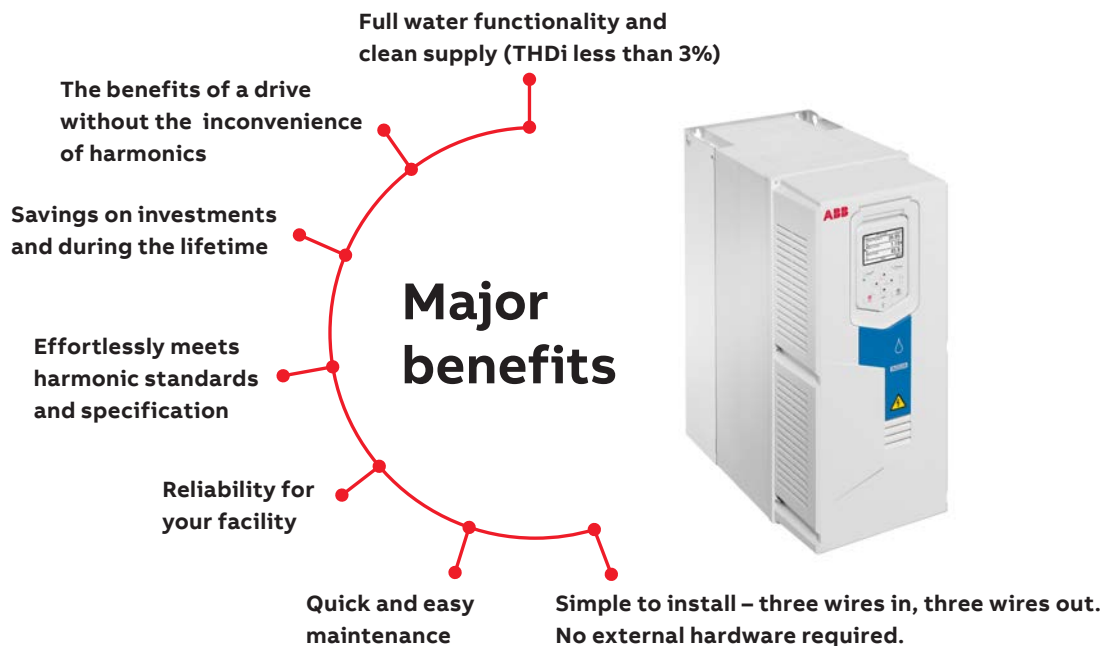 Full water functionality and
clean supply (THDi less than 3%)
The benefits of a drive
without the inconvenience
of harmonics
Savings on investments
and during the lifetime
Effortlessly meets
harmonic standards
and specification
Reliability for
your facility
Quick and easy
maintenance
Simple to install – three wires in, three wires out.
No external hardware required.
Major
benefits
ABB